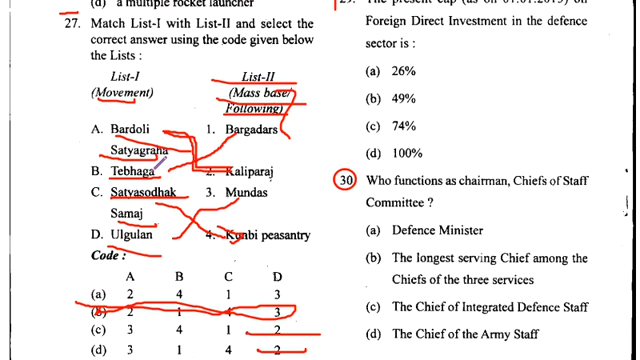 (d) a multiple rocket launcher
27. Match List-I with List-II and select the
correct answer using the code given below
the Lists :
List-I List-II
(Movement) (Mass base/
Following)
A. Bardoli 1. Bargadars
Satyagraha
B. Tebhaga 2. Kaliparaj
C. Satyasodhak 3. Mundas
Samaj
D. Ulgulan 4. Kunbi peasantry
Code :
A B C D
(a) 2 4 1 3
(b) 2 1 4 3
(c) 3 4 1 2
(d) 3 1 4 2
29. The present cap (as on 01.01.2015) on
Foreign Direct Investment in the defence
sector is :
(a) 26%
(b) 49%
(c) 74%
(d) 100%
30 Who functions as chairman, Chiefs of Staff
Committee ?
(a) Defence Minister
(b) The longest serving Chief among the
Chiefs of the three services
(c) The Chief of Integrated Defence Staff
(d) The Chief of the Army Staff